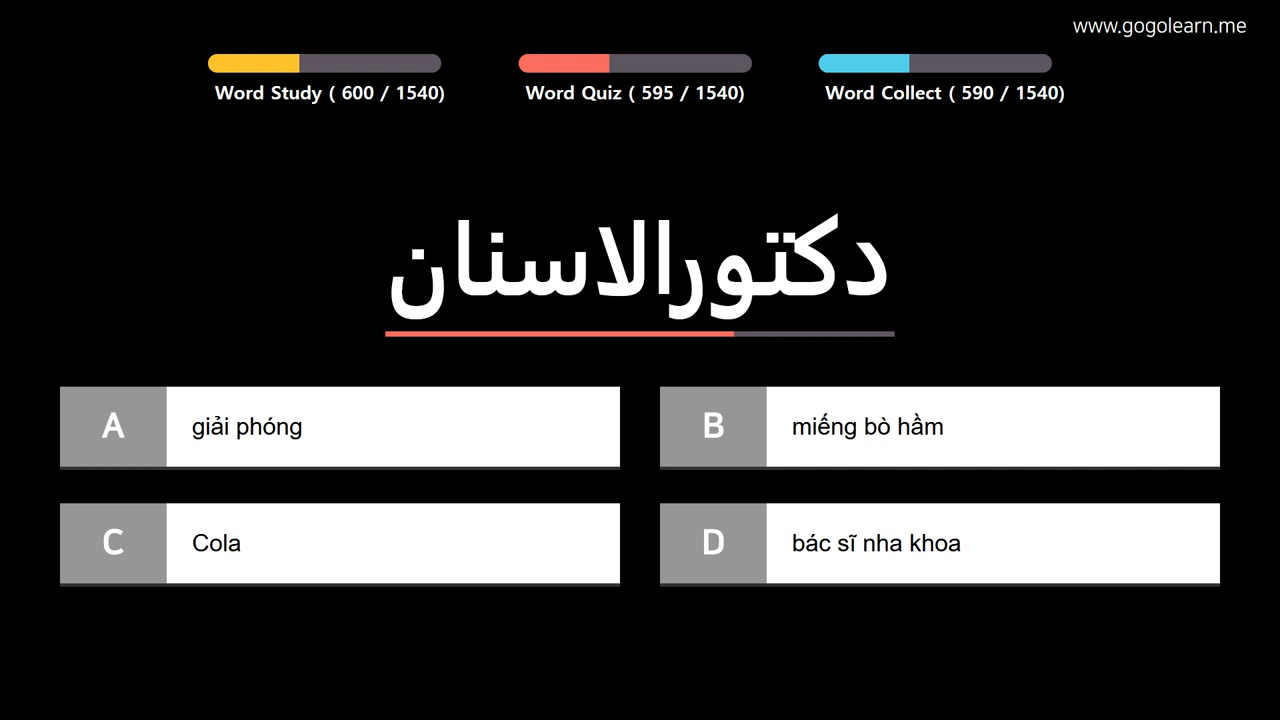 www.gogolearn.me
Word Study ( 600 / 1540)
Word Quiz ( 595 / 1540)
Word Collect ( 590 / 1540)
دكتورالاسنان
A giải phóng
B miếng bò hầm
C Cola
D bác sĩ nha khoa